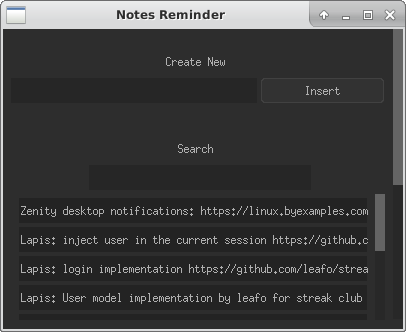 Notes Reminder
Create New
Insert
Search
Zenity desktop notifications: https://linux.byexamples.com
Lapis: inject user in the current session https://github.c
Lapis: login implementation https://github.com/leafo/strea
Lapis: User model implementation by leafo for streak club